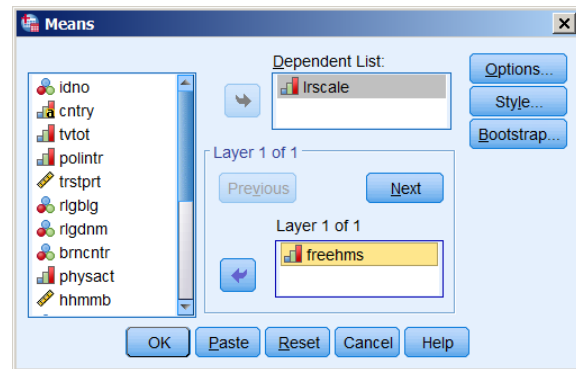 Means
idno
cntry
tvtot
polintr
trstprt
rlgblg
rlgdnm
brncntr
physact
hhmmb
Dependent List:
lrscale
Layer 1 of 1
Previous
Next
Layer 1 of 1
freehms
Options...
Style...
Bootstrap...
OK
Paste
Reset
Cancel
Help